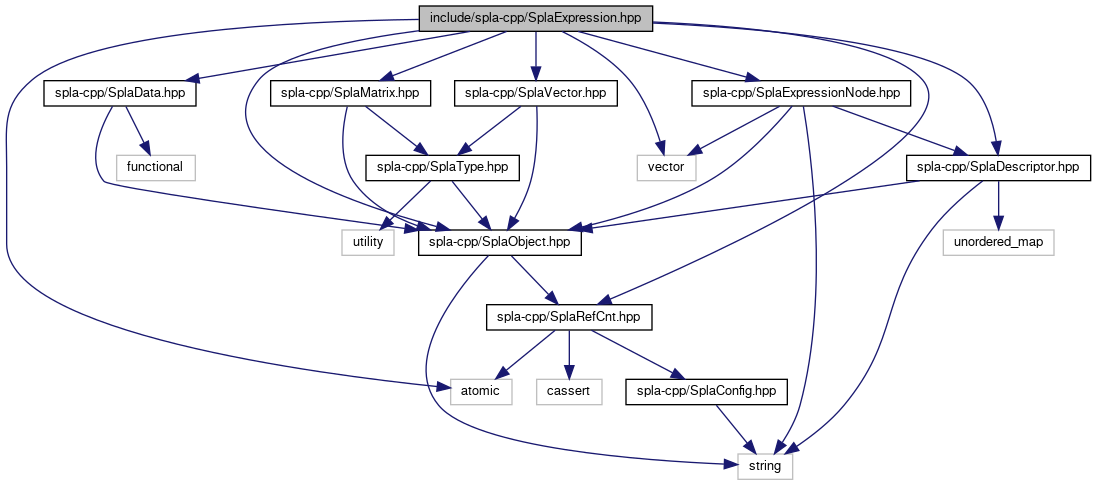 include/spla-cpp/SplaExpression.hpp
spla-cpp/SplaData.hpp
spla-cpp/SplaMatrix.hpp
spla-cpp/SplaVector.hpp
spla-cpp/SplaExpressionNode.hpp
functional
spla-cpp/SplaType.hpp
vector
spla-cpp/SplaDescriptor.hpp
utility
spla-cpp/SplaObject.hpp
unordered_map
spla-cpp/SplaRefCnt.hpp
atomic
cassert
spla-cpp/SplaConfig.hpp
string